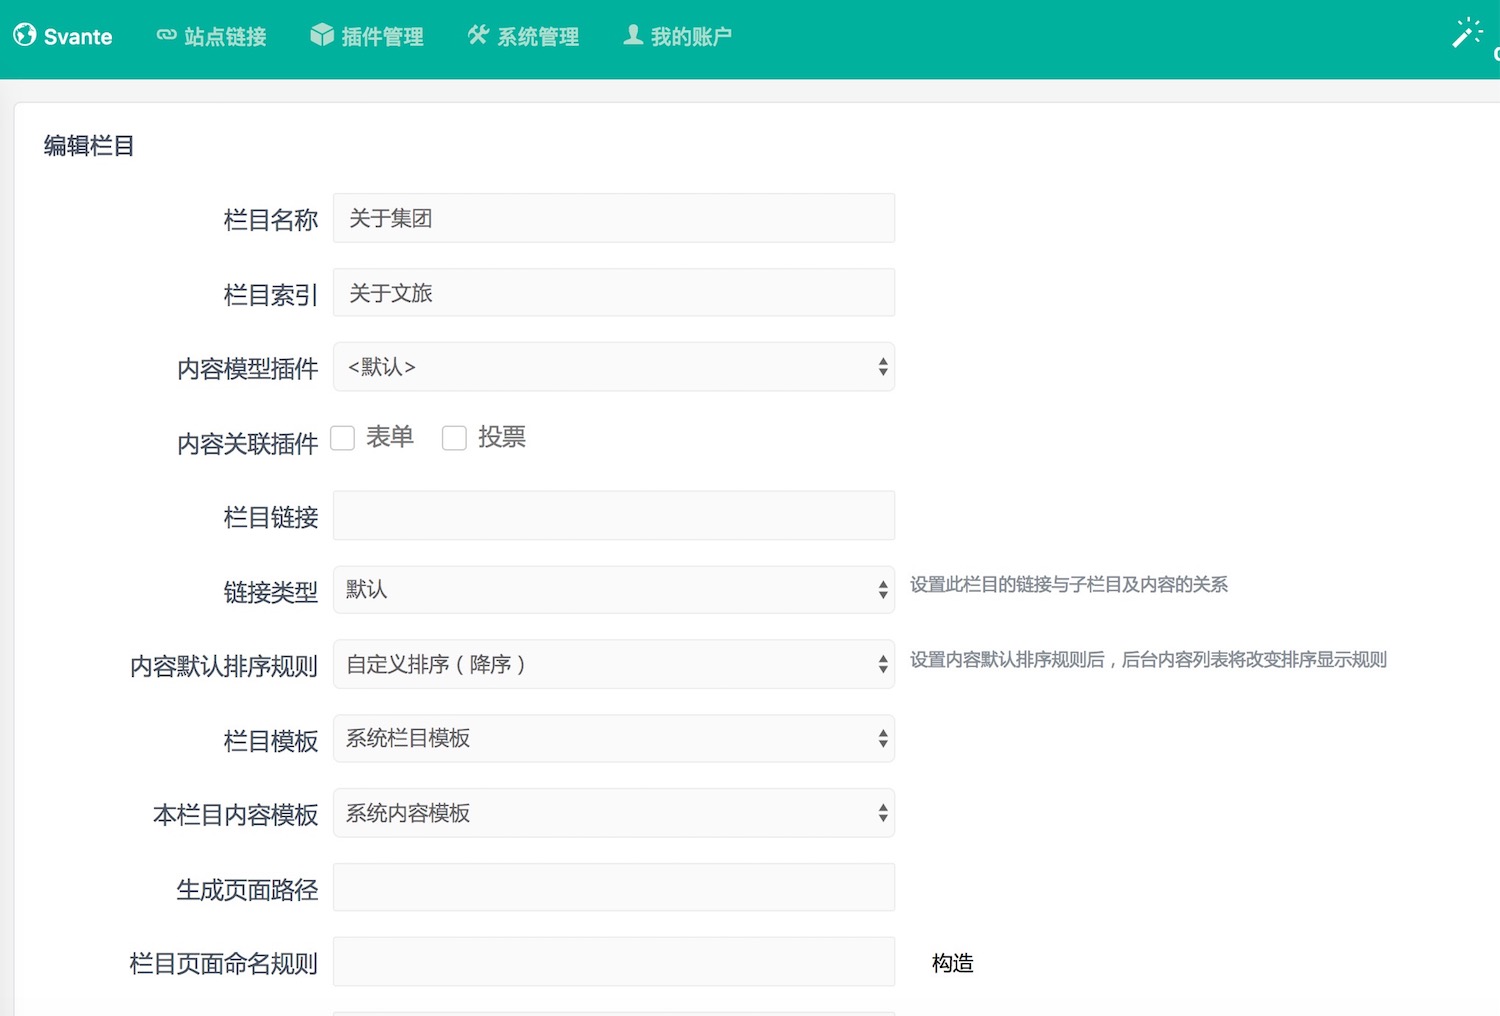 Svante 站点链接 插件管理 系统管理 我的账户
编辑栏目
栏目名称 关于集团
栏目索引 关于文旅
内容模型插件 <默认>
内容关联插件 表单 投票
栏目链接
链接类型 默认 设置此栏目的链接与子栏目及内容的关系
内容默认排序规则 自定义排序（降序） 设置内容默认排序规则后，后台内容列表将改变排序显示规则
栏目模板 系统栏目模板
本栏目内容模板 系统内容模板
生成页面路径
栏目页面命名规则 构造